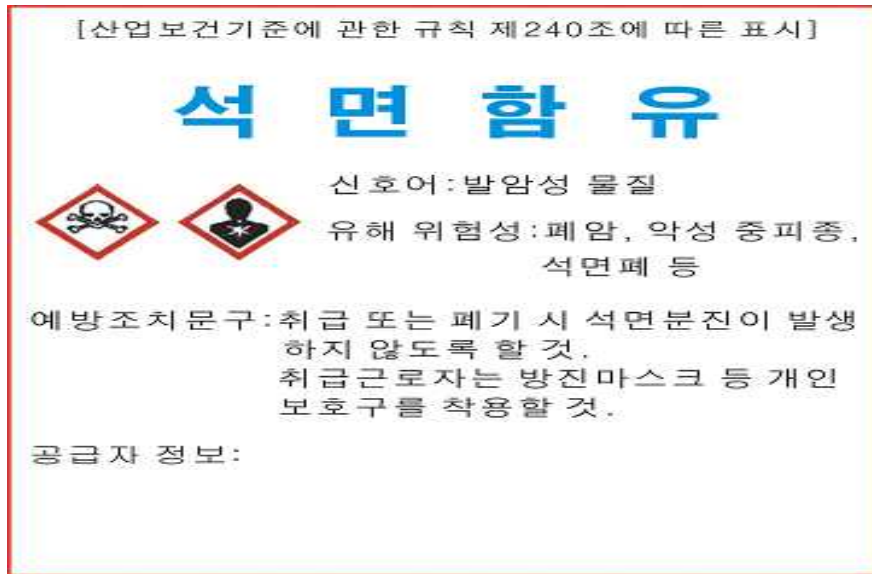 [산업보건기준에 관한 규칙 제240조에 따른 표시]
석 면 함 유
신호어:발암성 물질
유해 위험성:폐암, 악성 중피종,
석면폐 등
예방조치문구:취급 또는 폐기 시 석면분진이 발생
하지 않도록 할 것.
취급근로자는 방진마스크 등 개인
보호구를 착용할 것.
공급자 정보: